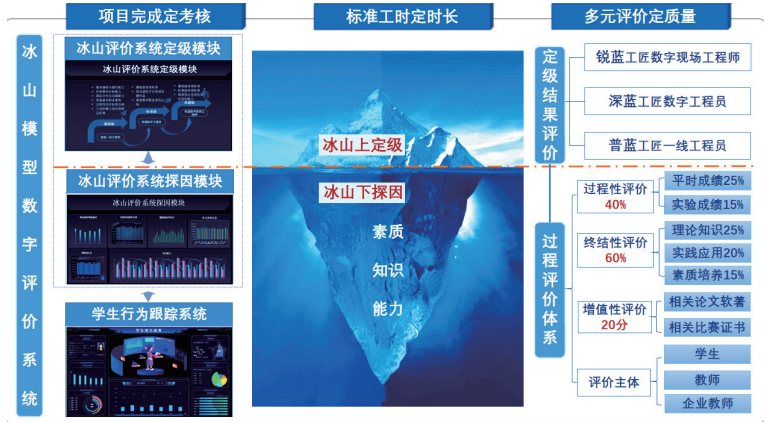 项目完成定考核
标准工时定时长
多元评价定质量
冰山模型数字评价系统
冰山评价系统定级模块
冰山评价系统定级模块
冰山评价系统探因模块
冰山评价系统探因模块
学生行为跟踪系统
冰山上定级
冰山下探因
素质
知识
能力
定级结果评价
锐蓝工匠数字现场工程师
深蓝工匠数字工程员
普蓝工匠一线工程员
过程评价体系
过程性评价
40%
平时成绩25%
实验成绩15%
终结性评价
60%
理论知识25%
实践应用20%
素质培养15%
增值性评价
20分
相关论文软著
相关比赛证书
评价主体
学生
教师
企业教师